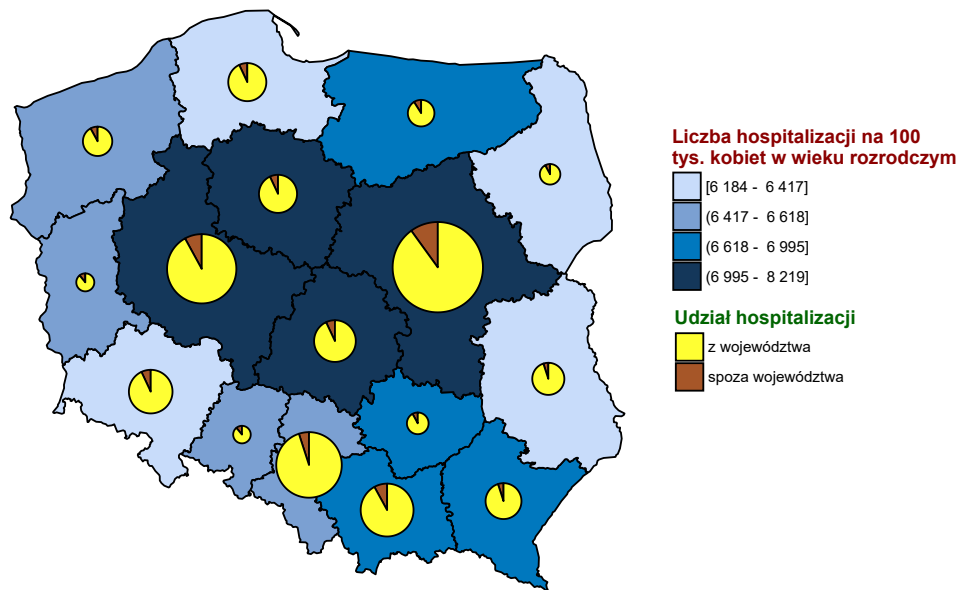 Liczba hospitalizacji na 100
tys. kobiet w wieku rozrodczym
[6 184 - 6 417]
(6 417 - 6 618]
(6 618 - 6 995]
(6 995 - 8 219]
Udział hospitalizacji
z województwa
spoza województwa